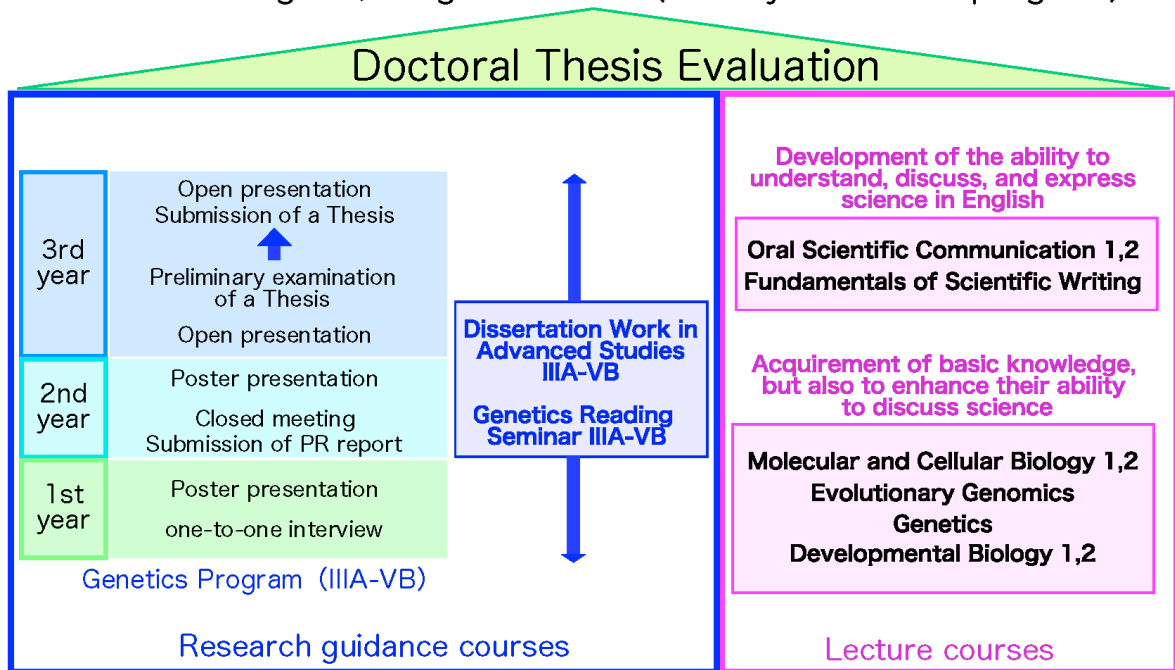 Doctoral Thesis Evaluation
3rd
year
Open presentation
Submission of a Thesis
Preliminary examination
of a Thesis
Open presentation
2nd
year
Poster presentation
Closed meeting
Submission of PR report
1st
year
Poster presentation
one-to-one interview
Genetics Program (IIIA-VB)
Dissertation Work in
Advanced Studies
IIIA-VB
Genetics Reading
Seminar IIIA-VB
Research guidance courses
Development of the ability to
understand, discuss, and express
science in English
Oral Scientific Communication 1,2
Fundamentals of Scientific Writing
Acquirement of basic knowledge,
but also to enhance their ability
to discuss science
Molecular and Cellular Biology 1,2
Evolutionary Genomics
Genetics
Developmental Biology 1,2
Lecture courses